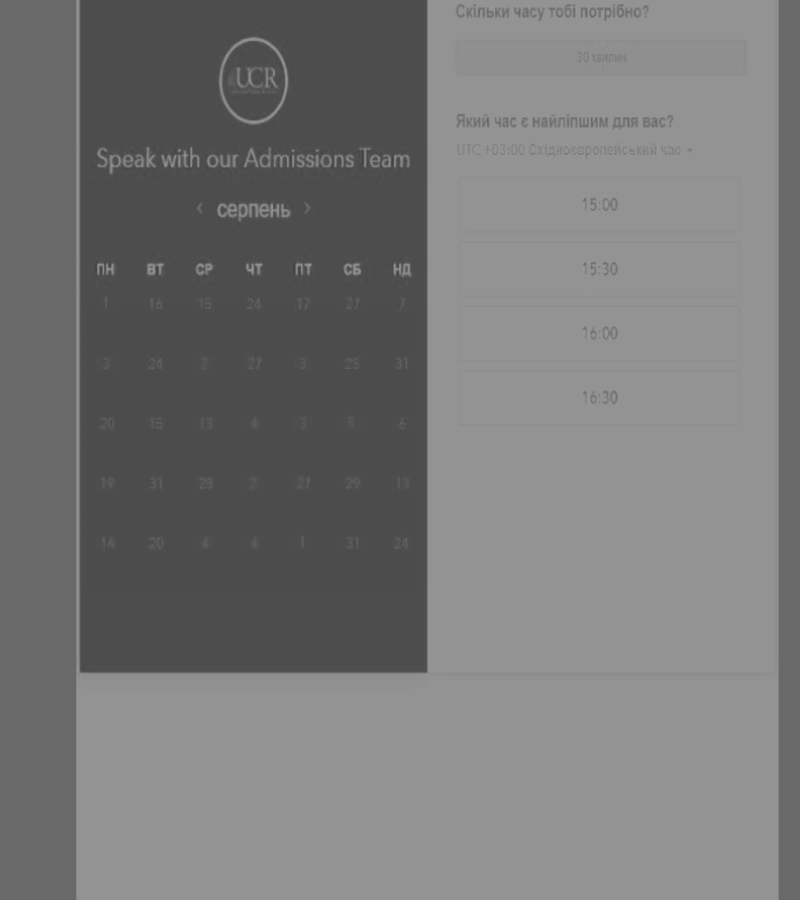 UCR
Speak with our Admissions Team
серпень
ПН ВТ СР ЧТ ПТ СБ НД
1 16 15 24 17 27 7
3 24 2 27 3 25 31
20 15 13 4 3 5 6
19 31 23 2 27 29 13
14 20 4 4 1 31 24
Скільки часу тобі потрібно?
30 хвилин
Який час є найліпшим для вас?
UTC +03:00 Східноєвропейський час
15:00
15:30
16:00
16:30